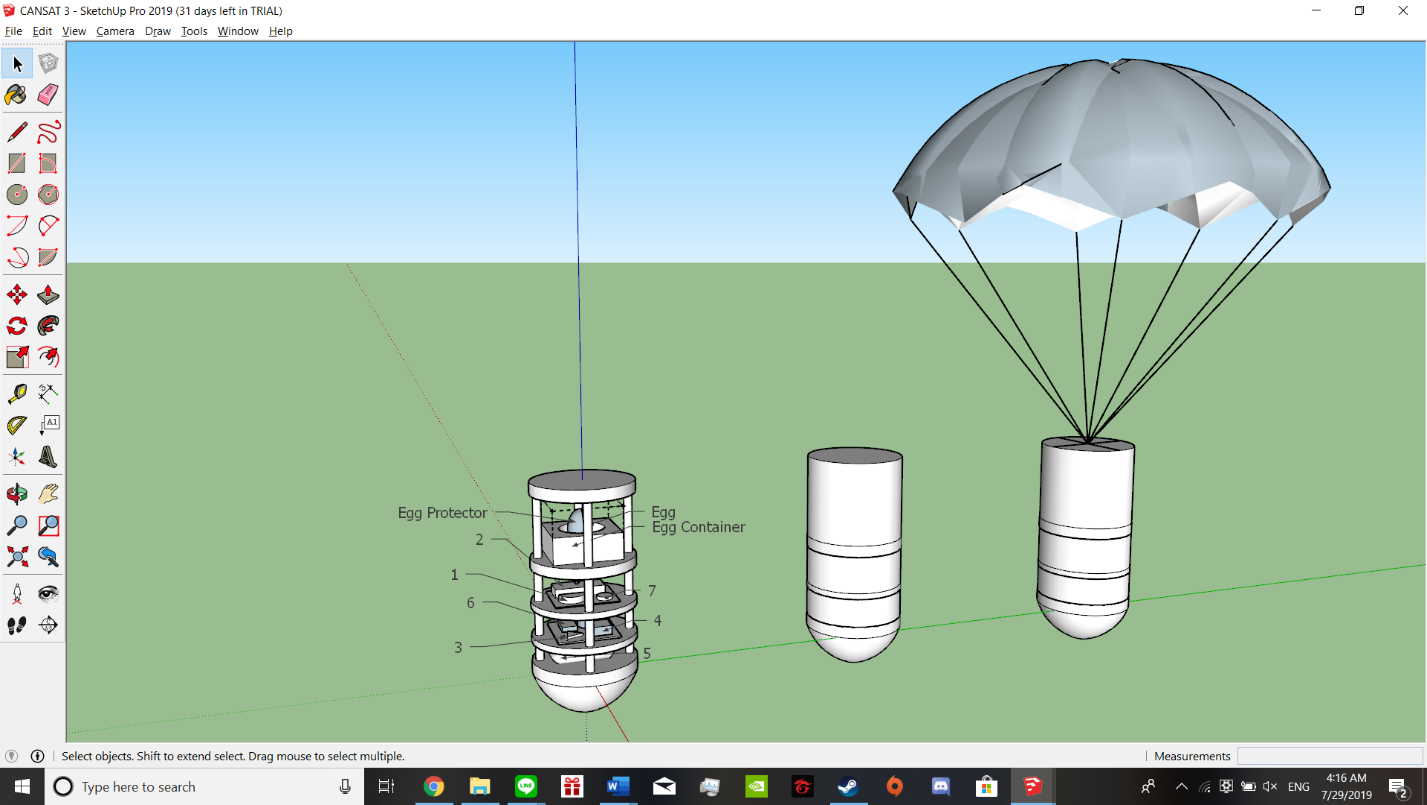 CANSAT 3 - SketchUp Pro 2019 (31 days left in TRIAL)
File Edit View Camera Draw Tools Window Help
A1
Egg Protector
Egg
Egg Container
2
1
7
6
4
3
5
Select objects. Shift to extend select. Drag mouse to select multiple.
Measurements
Type here to search
ENG
4:16 AM
7/29/2019
2